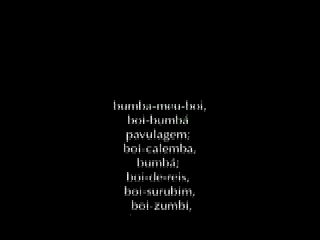 bumba-meu-boi,
boi-bumbá
pavulagem;
boi-calemba,
bumbá;
boi-de-reis,
boi-surubim,
boi-zumbi,